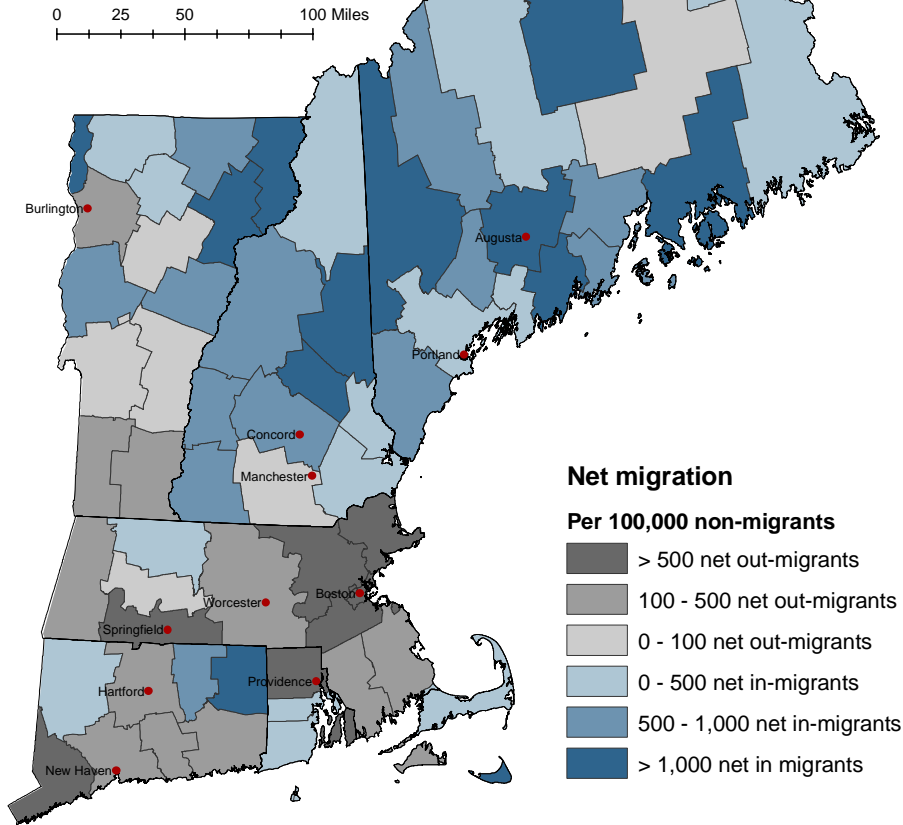 0 25 50 100 Miles
Burlington
Augusta
Portland
Concord
Manchester
Boston
Worcester
Springfield
Providence
Hartford
New Haven
Net migration
Per 100,000 non-migrants
> 500 net out-migrants
100 - 500 net out-migrants
0 - 100 net out-migrants
0 - 500 net in-migrants
500 - 1,000 net in-migrants
> 1,000 net in migrants